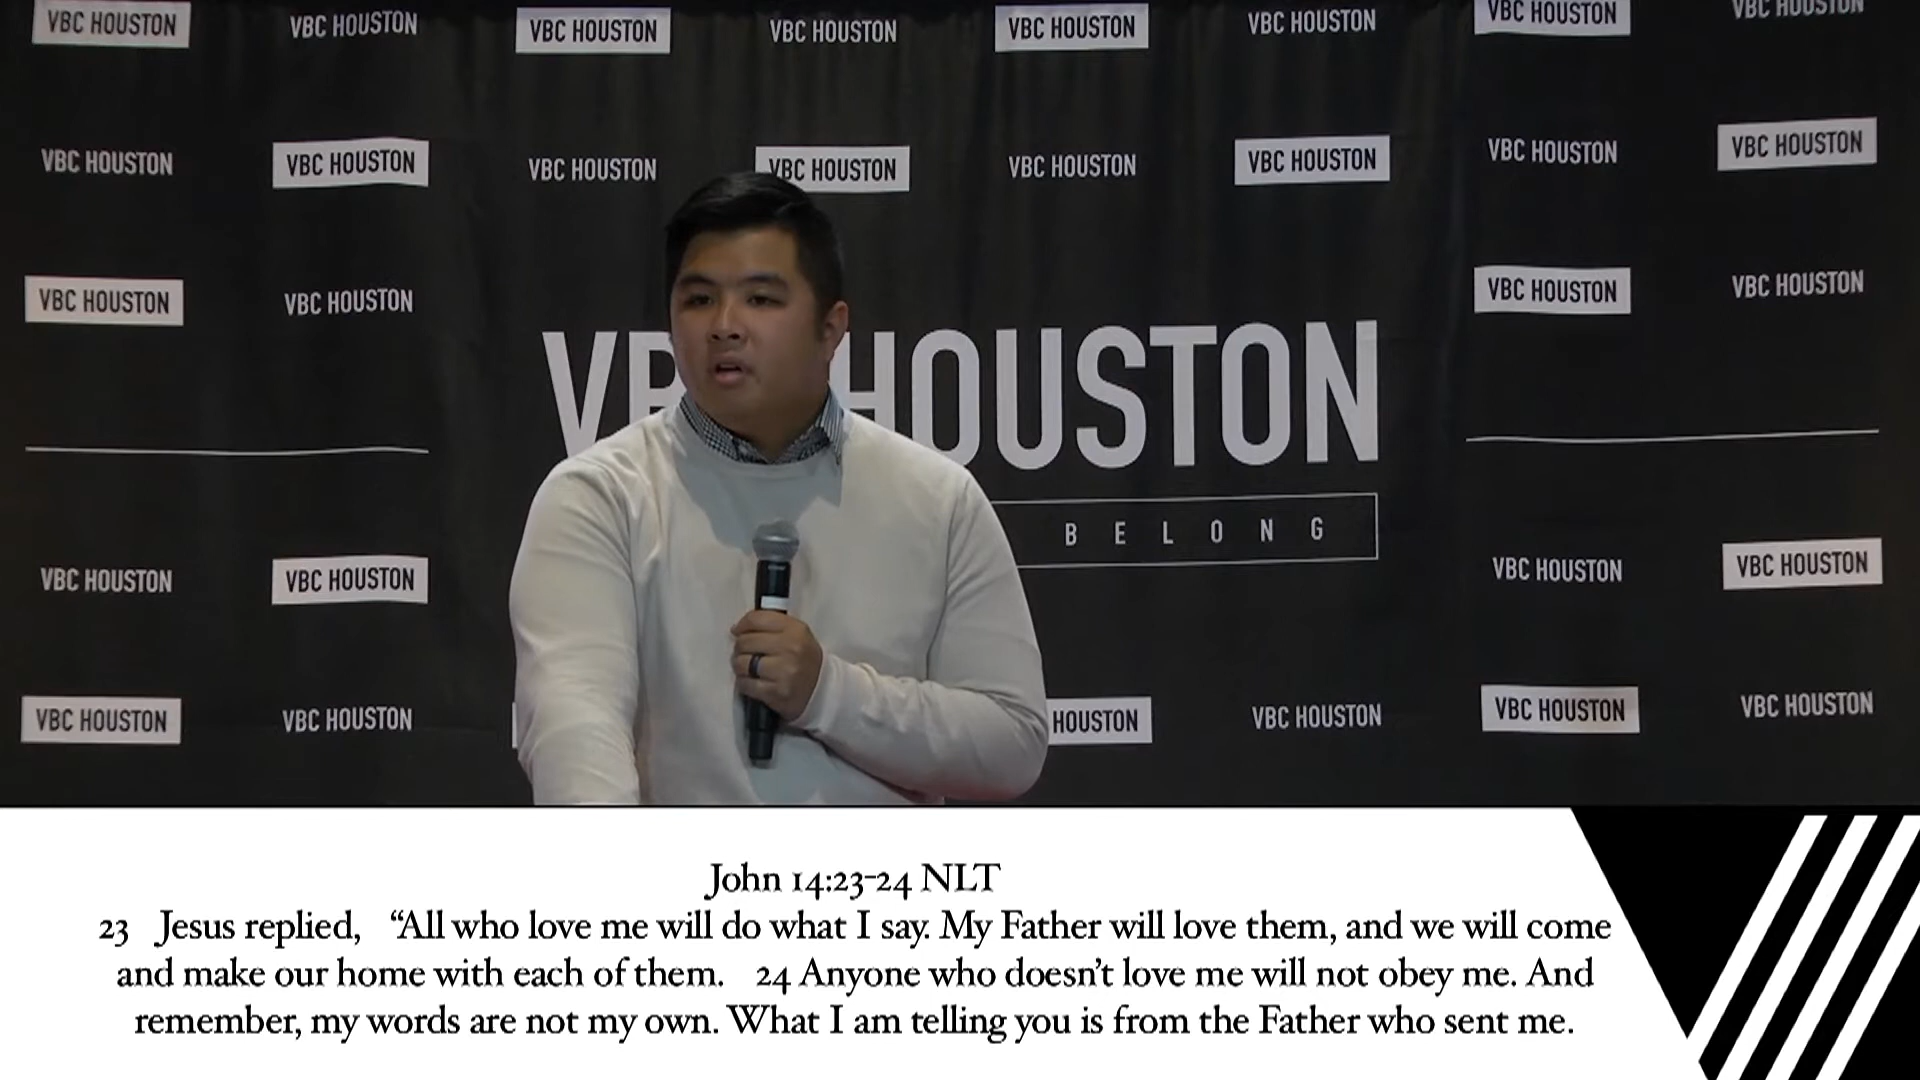 VBC HOUSTON VBC HOUSTON VBC HOUSTON VBC HOUSTON VBC HOUSTON VBC HOUSTON VBC HOUSTON VBC HOUSTON
VBC HOUSTON VBC HOUSTON VBC HOUSTON VBC HOUSTON VBC HOUSTON VBC HOUSTON VBC HOUSTON VBC HOUSTON
VBC HOUSTON VBC HOUSTON VBC HOUSTON VBC HOUSTON
HOUSTON
BELONG
VBC HOUSTON VBC HOUSTON VBC HOUSTON VBC HOUSTON
VBC HOUSTON VBC HOUSTON HOUSTON VBC HOUSTON VBC HOUSTON VBC HOUSTON
John 14:23-24 NLT
23 Jesus replied, “All who love me will do what I say. My Father will love them, and we will come
and make our home with each of them. 24 Anyone who doesn’t love me will not obey me. And
remember, my words are not my own. What I am telling you is from the Father who sent me.